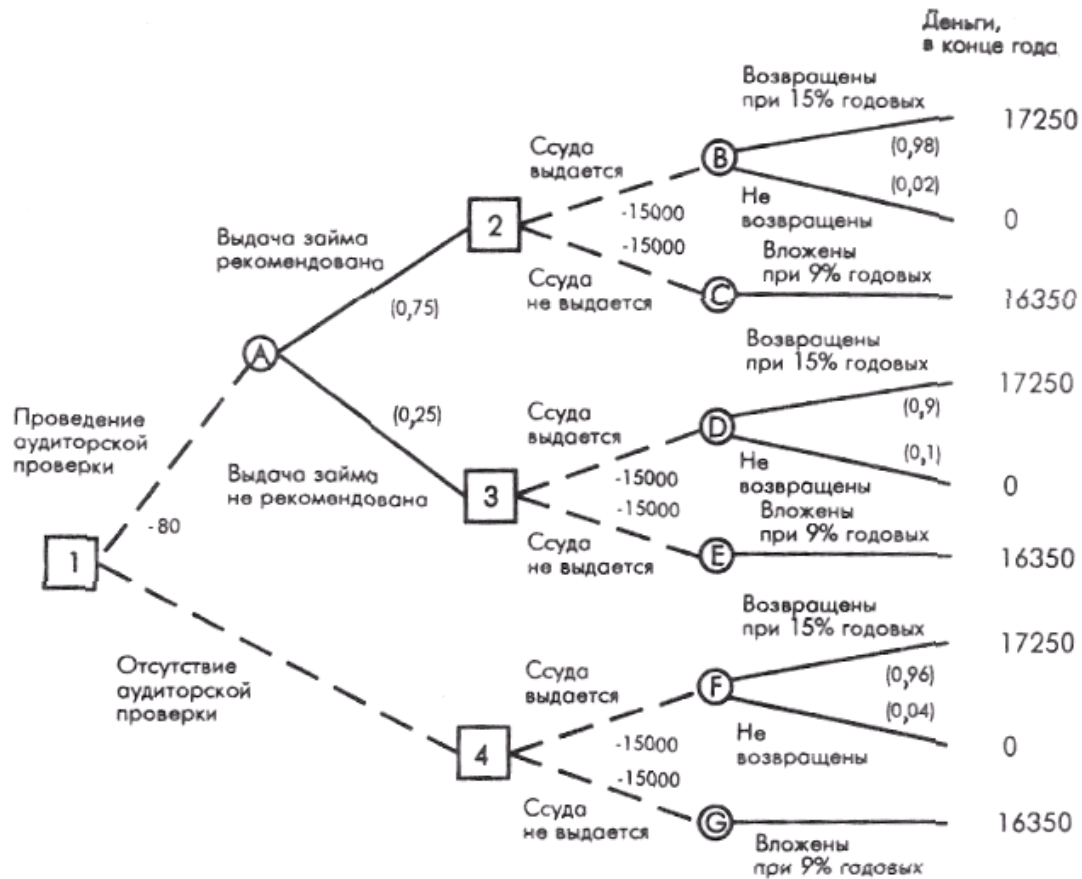 Деньги,
в конце года
Возвращены
при 15% годовых
17250
(0,98)
Ссуда
выдается
B
(0,02)
Не
возвращены
0
-15000
2
-15000
Вложены
при 9% годовых
Выдача займа
рекомендована
Ссуда
не выдается
C
16350
(0,75)
Возвращены
при 15% годовых
17250
A
(0,9)
Ссуда
выдается
D
(0,25)
(0,1)
Не
возвращены
0
Проведение
аудиторской
проверки
Выдача займа
не рекомендована
-15000
3
-15000
Вложены
при 9% годовых
-80
Ссуда
не выдается
E
16350
1
Возвращены
при 15% годовых
17250
(0,96)
Отсутствие
аудиторской
проверки
Ссуда
выдается
F
(0,04)
Не
возвращены
0
-15000
4
-15000
Ссуда
не выдается
G
16350
Вложены
при 9% гадовых